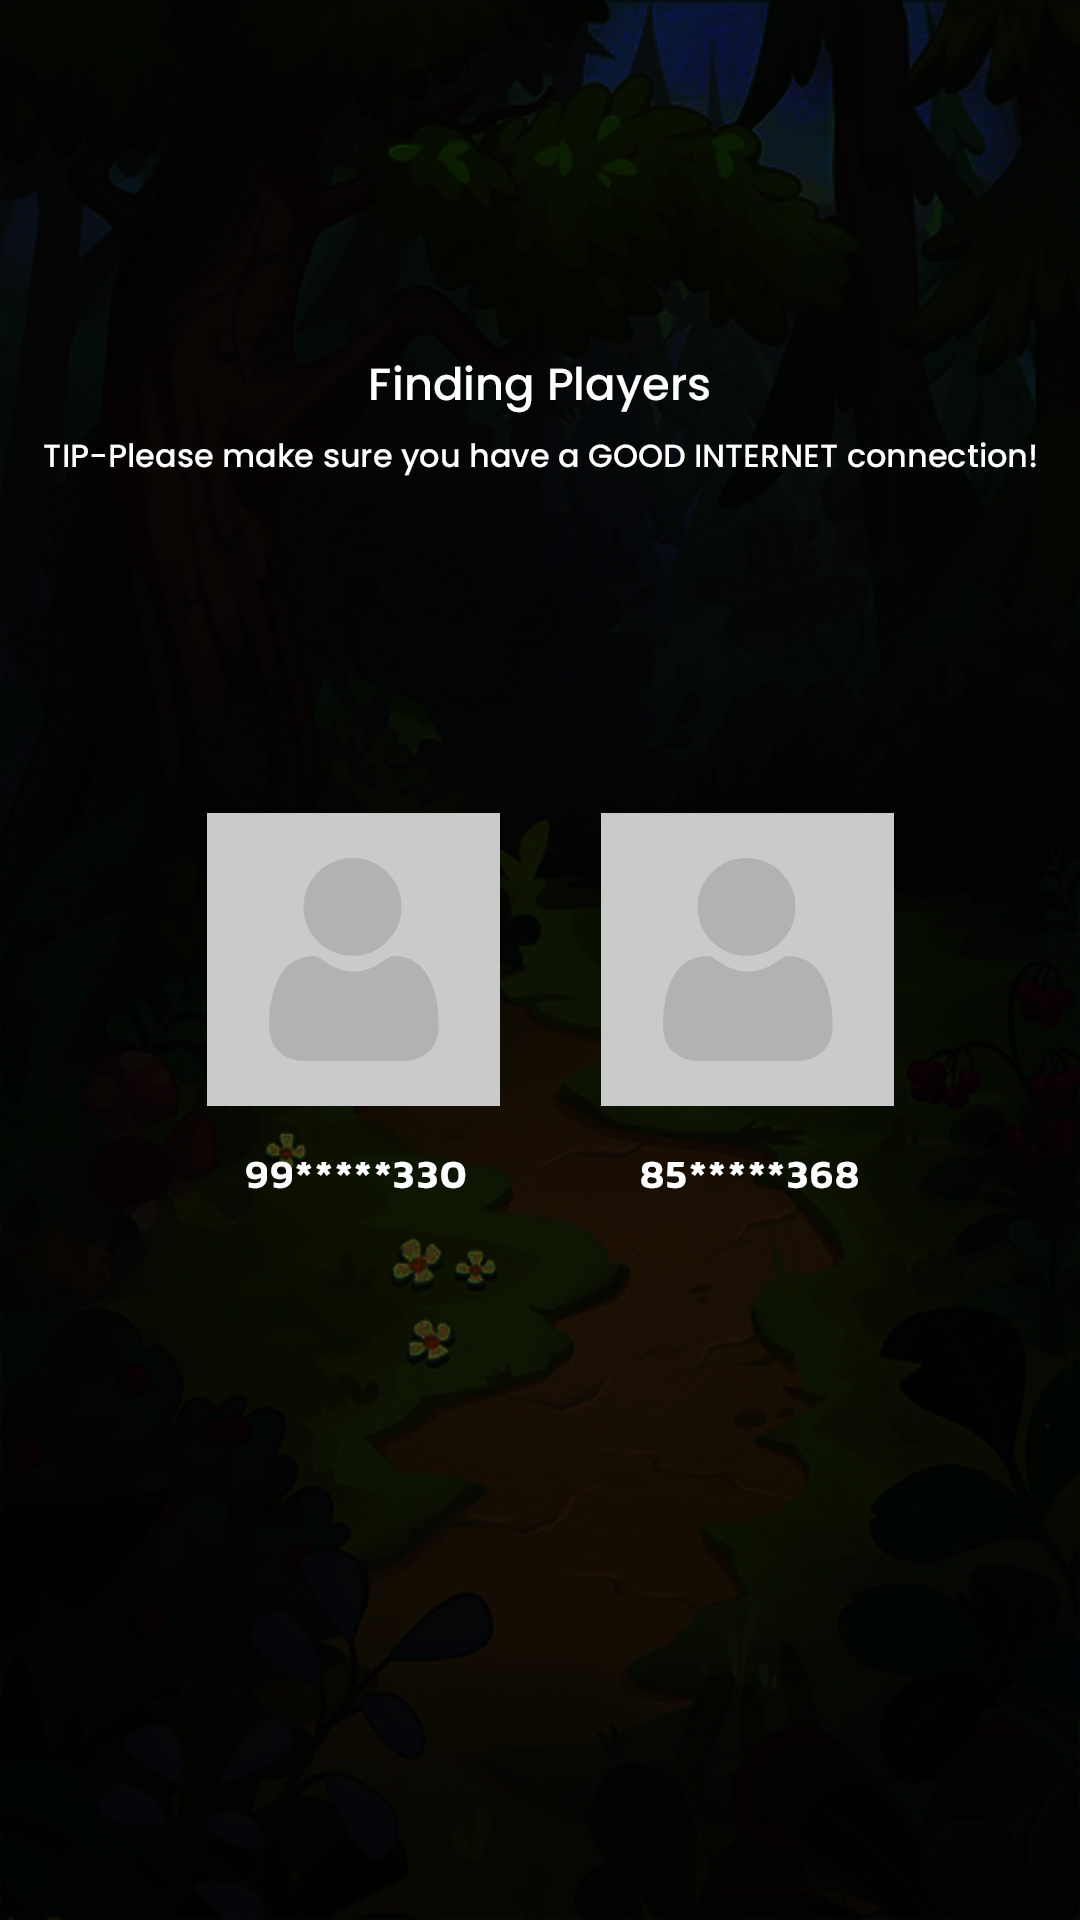 Finding Players
TIP-Please make sure you have a GOOD INTERNET connection!
99*****330
85*****368